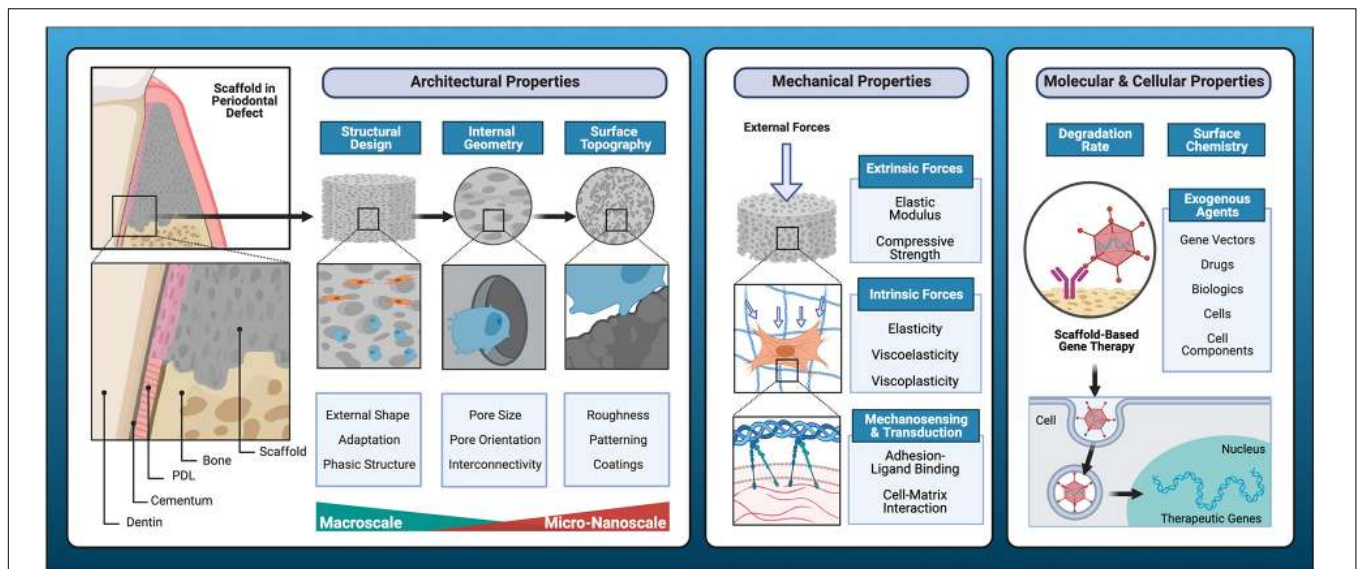 Scaffold in
Periodontal
Defect
Scaffold
Bone
PDL
Cementum
Dentin
Architectural Properties
Structural
Design
Internal
Geometry
Surface
Topography
External Shape
Adaptation
Phasic Structure
Pore Size
Pore Orientation
Interconnectivity
Roughness
Patterning
Coatings
Macroscale
Micro-Nanoscale
Mechanical Properties
External Forces
Extrinsic Forces
Elastic
Modulus
Compressive
Strength
Intrinsic Forces
Elasticity
Viscoelasticity
Viscoplasticity
Mechanosensing
& Transduction
Adhesion-
Ligand Binding
Cell-Matrix
Interaction
Molecular & Cellular Properties
Degradation
Rate
Surface
Chemistry
Exogenous
Agents
Gene Vectors
Drugs
Biologics
Cells
Cell
Components
Scaffold-Based
Gene Therapy
Cell
Nucleus
Therapeutic Genes